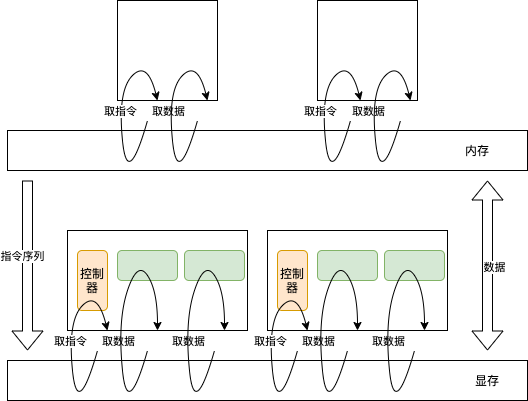 取指令 取数据 取指令 取数据
内存
指令序列
数据
控制
器
控制
器
取指令 取数据 取数据 取指令 取数据 取数据
显存